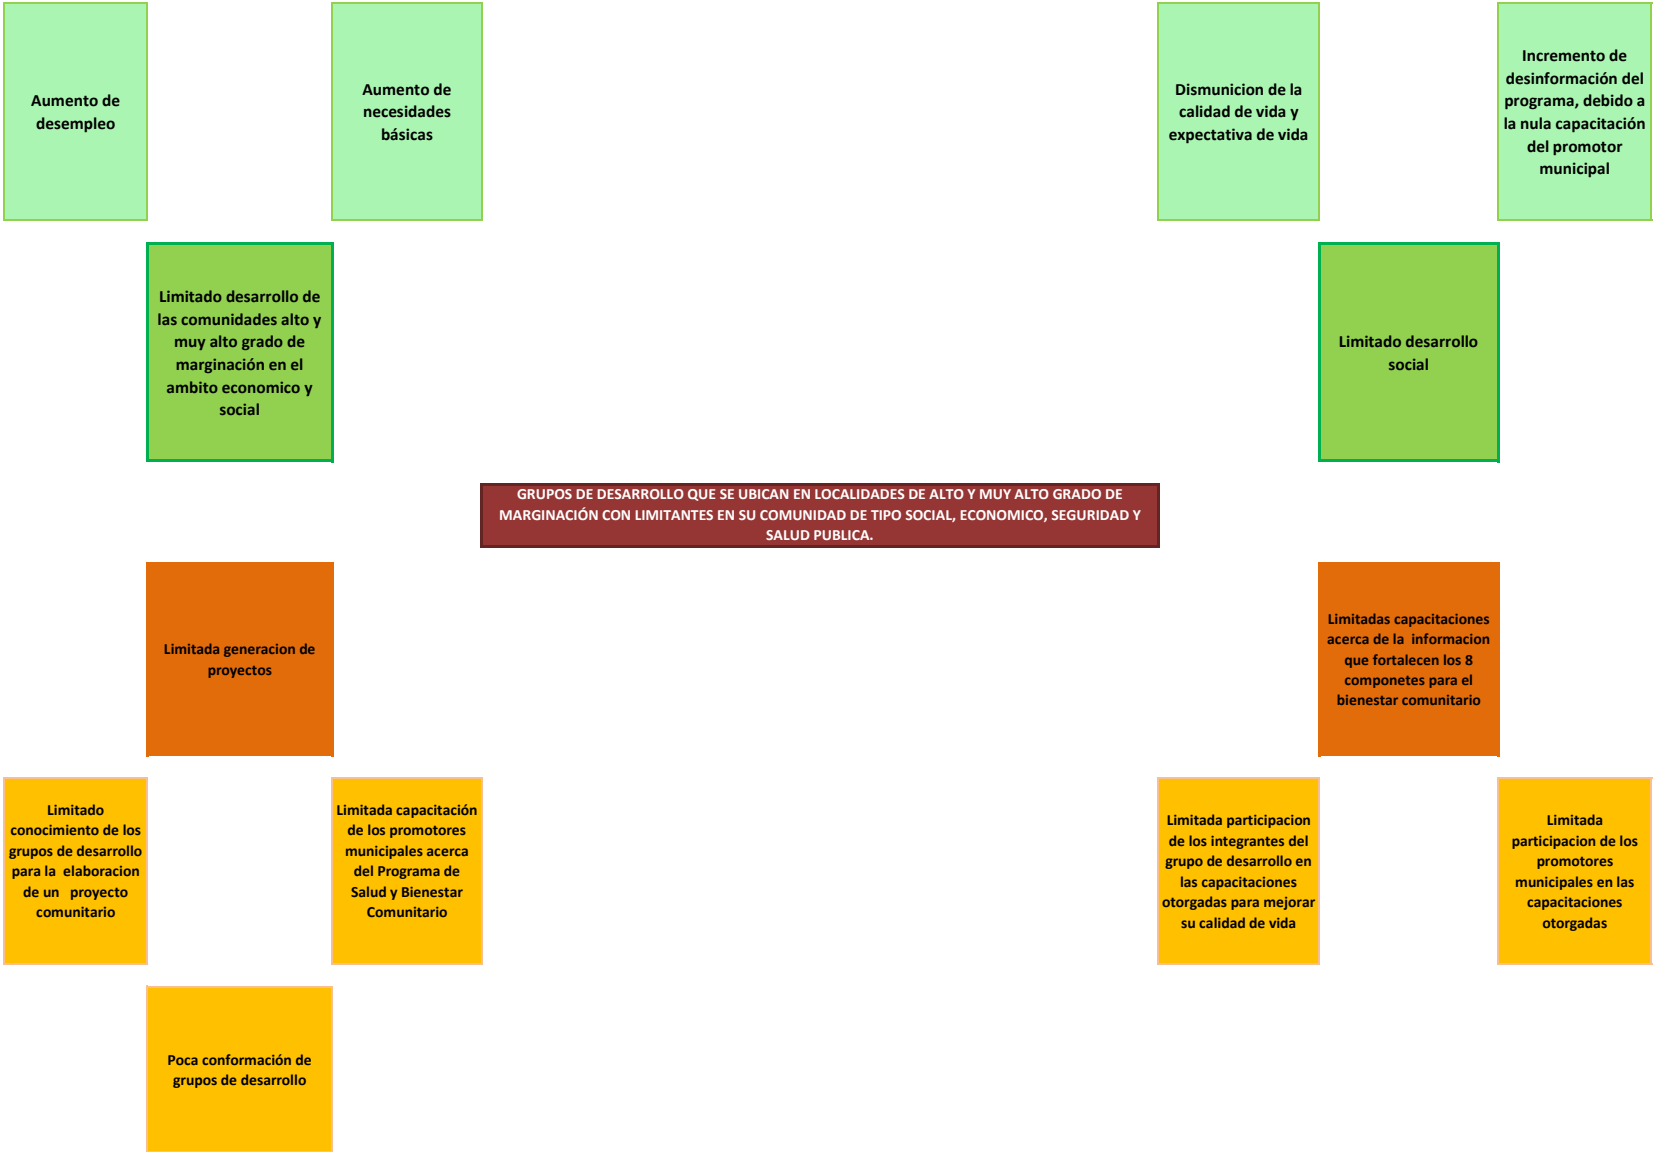 Aumento de
desempleo
Aumento de
necesidades
básicas
Dismunicion de la
calidad de vida y
expectativa de vida
Incremento de
desinformación del
programa, debido a
la nula capacitación
del promotor
municipal
Limitado desarrollo de
las comunidades alto y
muy alto grado de
marginación en el
ambito economico y
social
Limitado desarrollo
social
GRUPOS DE DESARROLLO QUE SE UBICAN EN LOCALIDADES DE ALTO Y MUY ALTO GRADO DE
MARGINACIÓN CON LIMITANTES EN SU COMUNIDAD DE TIPO SOCIAL, ECONOMICO, SEGURIDAD Y
SALUD PUBLICA.
Limitada generacion de
proyectos
Limitadas capacitaciones
acerca de la informacion
que fortalecen los 8
componetes para el
bienestar comunitario
Limitado
conocimiento de los
grupos de desarrollo
para la elaboracion
de un proyecto
comunitario
Limitada capacitación
de los promotores
municipales acerca
del Programa de
Salud y Bienestar
Comunitario
Limitada participacion
de los integrantes del
grupo de desarrollo en
las capacitaciones
otorgadas para mejorar
su calidad de vida
Limitada
participacion de los
promotores
municipales en las
capacitaciones
otorgadas
Poca conformación de
grupos de desarrollo